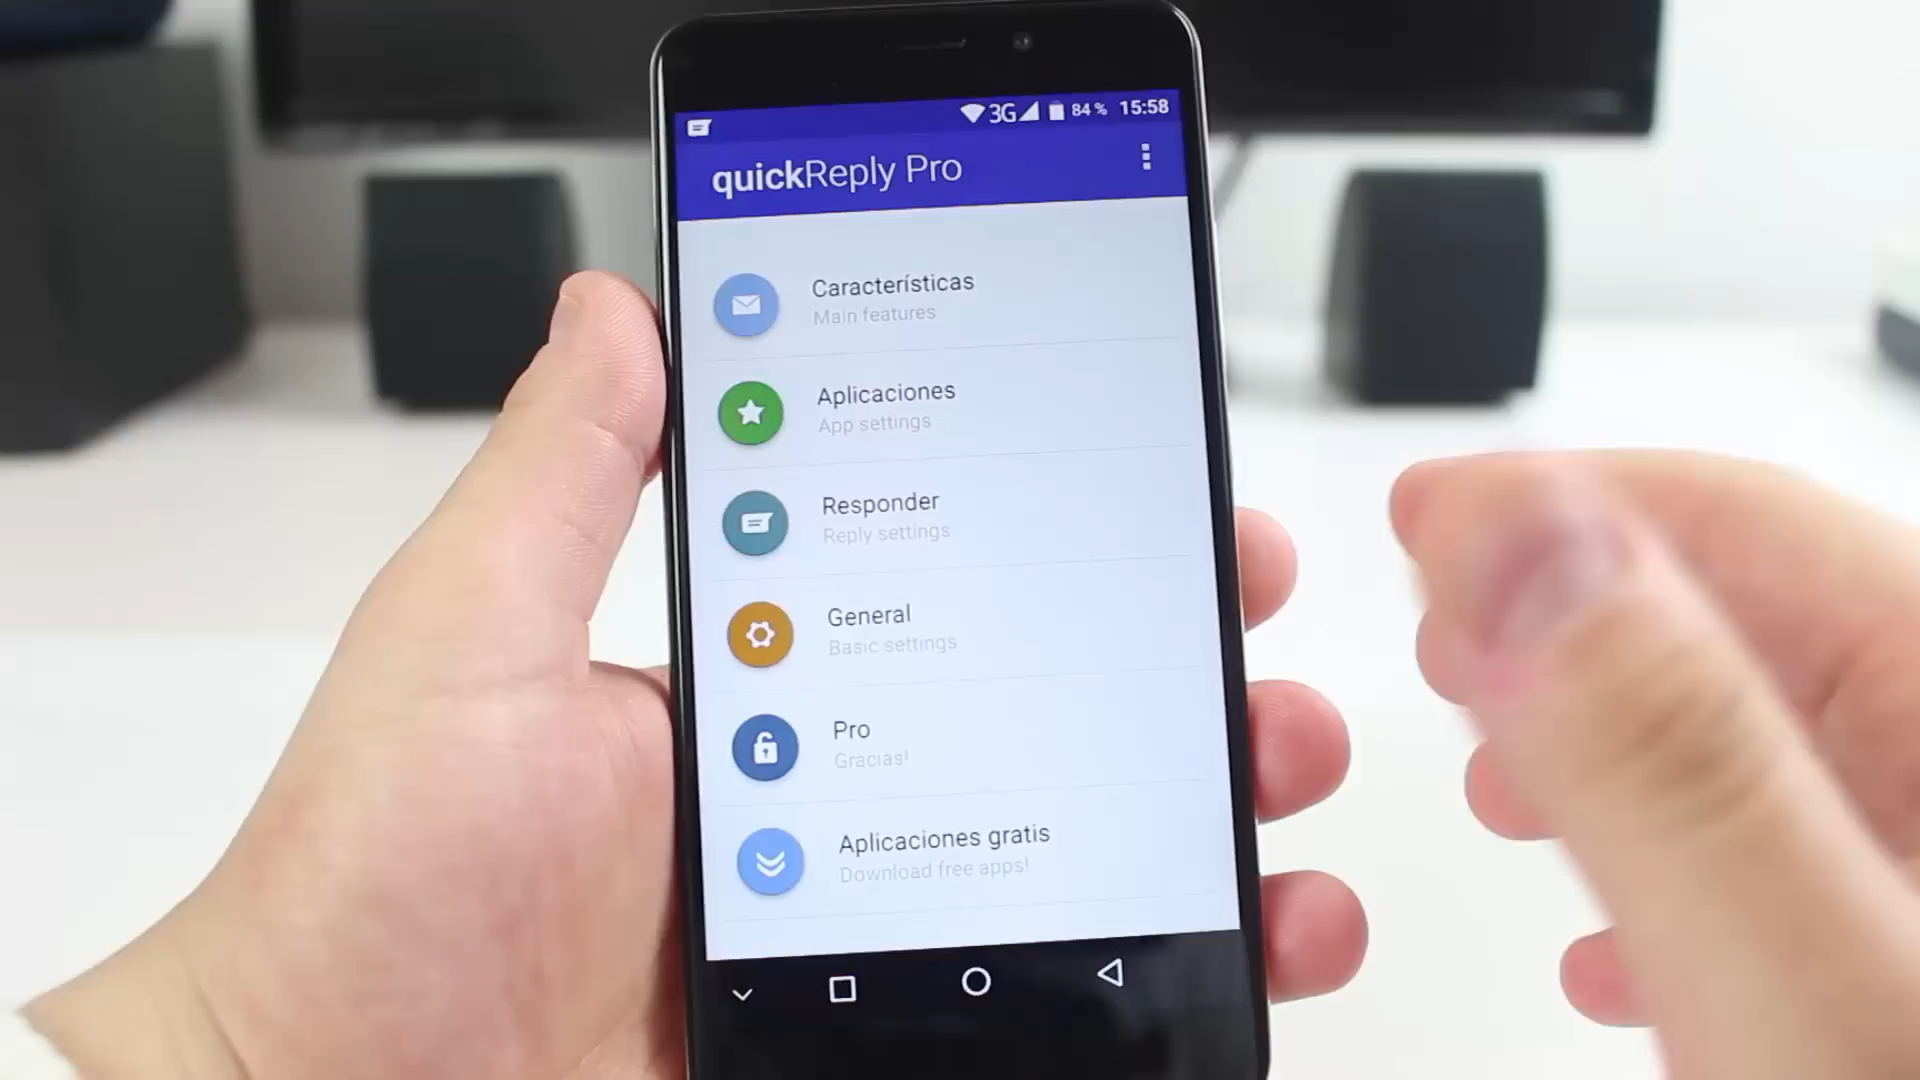 3G 84 % 15:58
quickReply Pro
Características
Main features
Aplicaciones
App settings
Responder
Reply settings
General
Basic settings
Pro
Gracias!
Aplicaciones gratis
Download free apps!